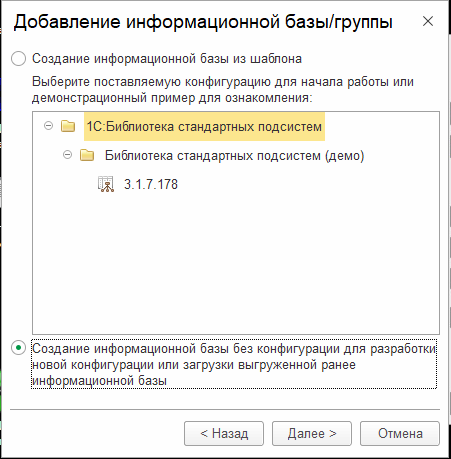 Добавление информационной базы/группы
Создание информационной базы из шаблона
Выберите поставляемую конфигурацию для начала работы или
демонстрационный пример для ознакомления:
1С:Библиотека стандартных подсистем
Библиотека стандартных подсистем (демо)
3.1.7.178
Создание информационной базы без конфигурации для разработки
новой конфигурации или загрузки выгруженной ранее
информационной базы
< Назад
Далее >
Отмена